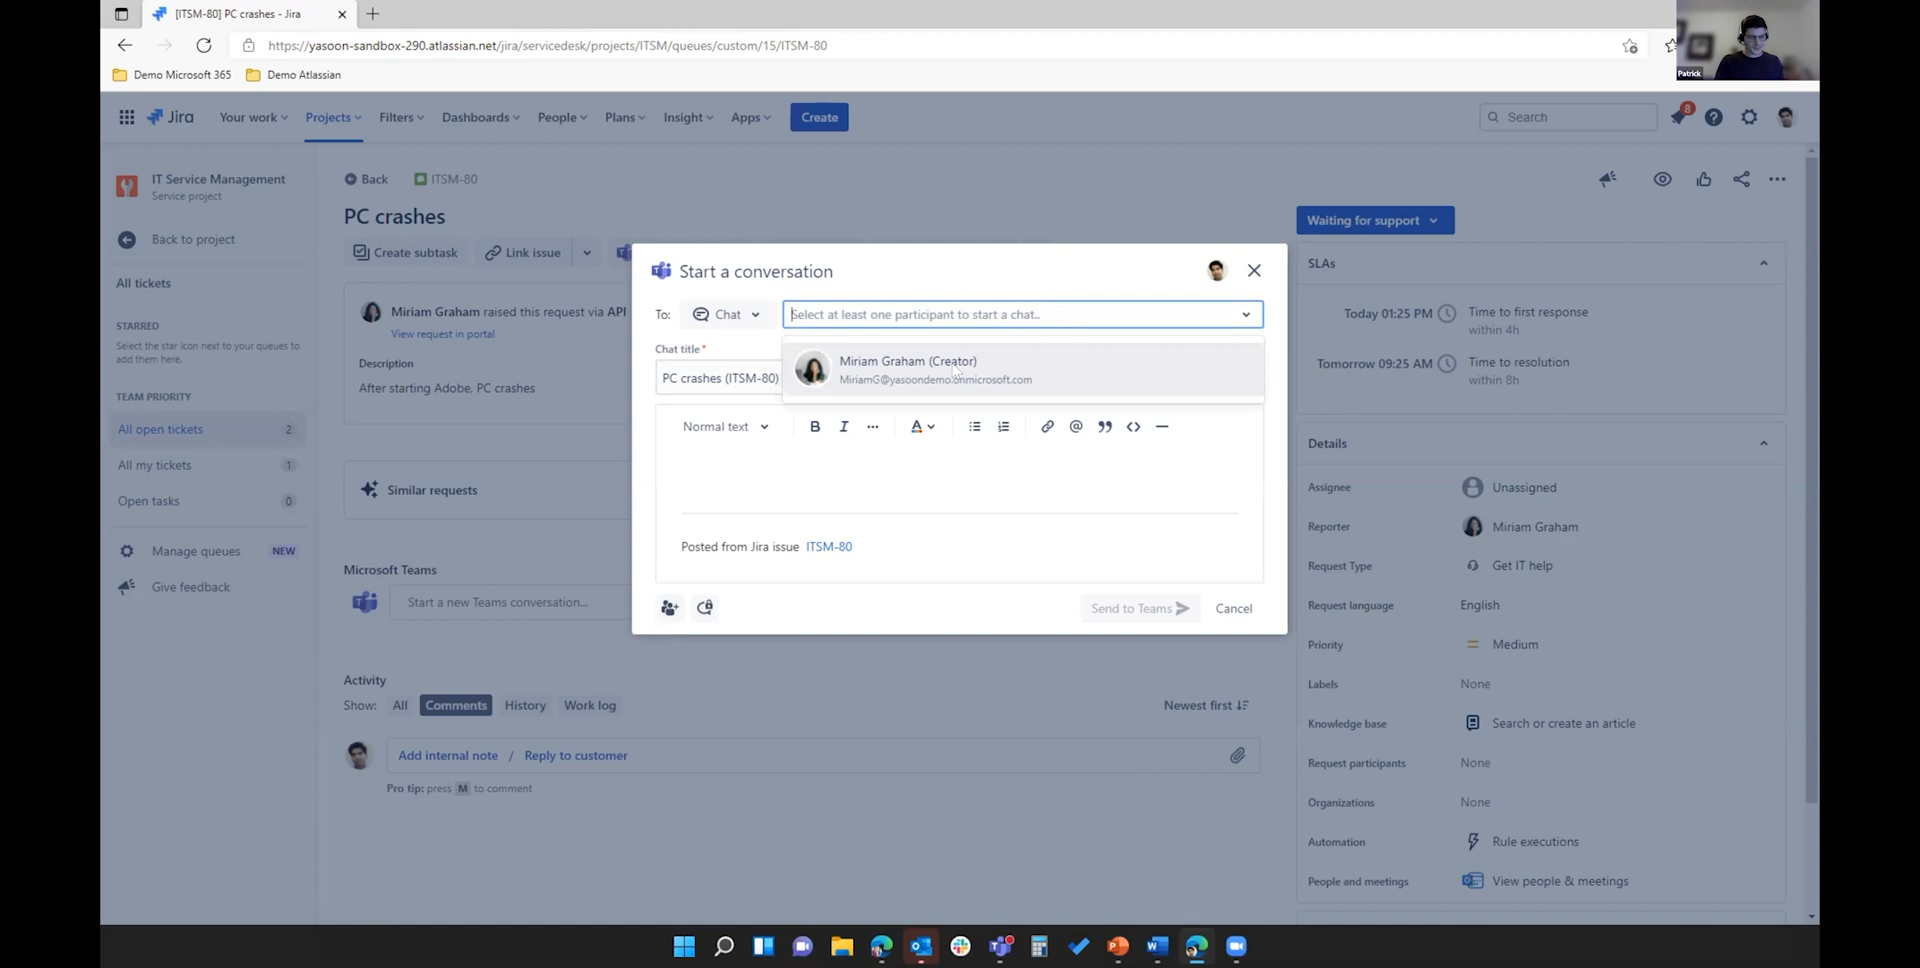 [ITSM-80] PC crashes - Jira
https://yasoon-sandbox-290.atlassian.net/jira/servicedesk/projects/ITSM/queues/custom/15/ITSM-80
Demo Microsoft 365
Demo Atlassian
Patrick
Jira
Your work
Projects
Filters
Dashboards
People
Plans
Insight
Apps
Create
Search
8
IT Service Management
Service project
Back to project
All tickets
STARRED
Select the star icon next to your queues to
add them here.
TEAM PRIORITY
All open tickets 2
All my tickets 1
Open tasks 0
Manage queues NEW
Give feedback
Back
ITSM-80
PC crashes
Create subtask
Link issue
Miriam Graham raised this request via API
View request in portal
Description
After starting Adobe, PC crashes
Similar requests
Microsoft Teams
Start a new Teams conversation...
Activity
Show: All Comments History Work log
Newest first
Add internal note / Reply to customer
Pro tip: press M to comment
Start a conversation
To: Chat
Select at least one participant to start a chat..
Miriam Graham (Creator)
MiriamG@yasoondemo.onmicrosoft.com
Chat title*
PC crashes (ITSM-80)
Normal text
B I ... A @ <>
Posted from Jira issue ITSM-80
Send to Teams
Cancel
Waiting for support
SLAs
Today 01:25 PM
Time to first response
within 4h
Tomorrow 09:25 AM
Time to resolution
within 8h
Details
Assignee
Unassigned
Reporter
Miriam Graham
Request Type
Get IT help
Request language
English
Priority
Medium
Labels
None
Knowledge base
Search or create an article
Request participants
None
Organizations
None
Automation
Rule executions
People and meetings
View people & meetings